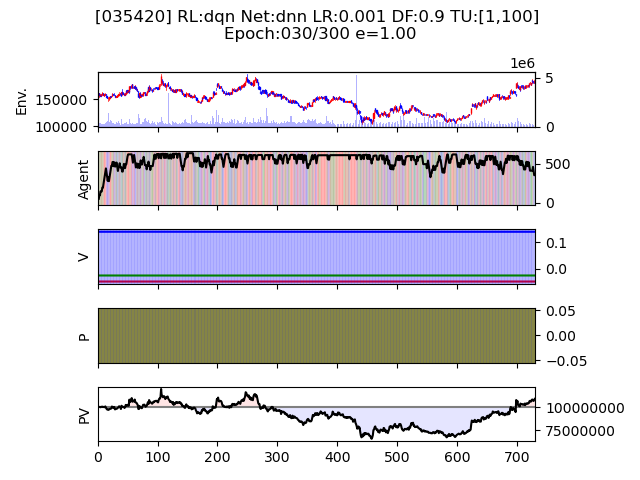 [035420] RL:dqn Net:dnn LR:0.001 DF:0.9 TU:[1,100]
Epoch:030/300 e=1.00
1e6
Env.
150000
100000
5
0
Agent
500
0
V
0.1
0.0
P
0.05
0.00
−0.05
PV
100000000
75000000
0 100 200 300 400 500 600 700